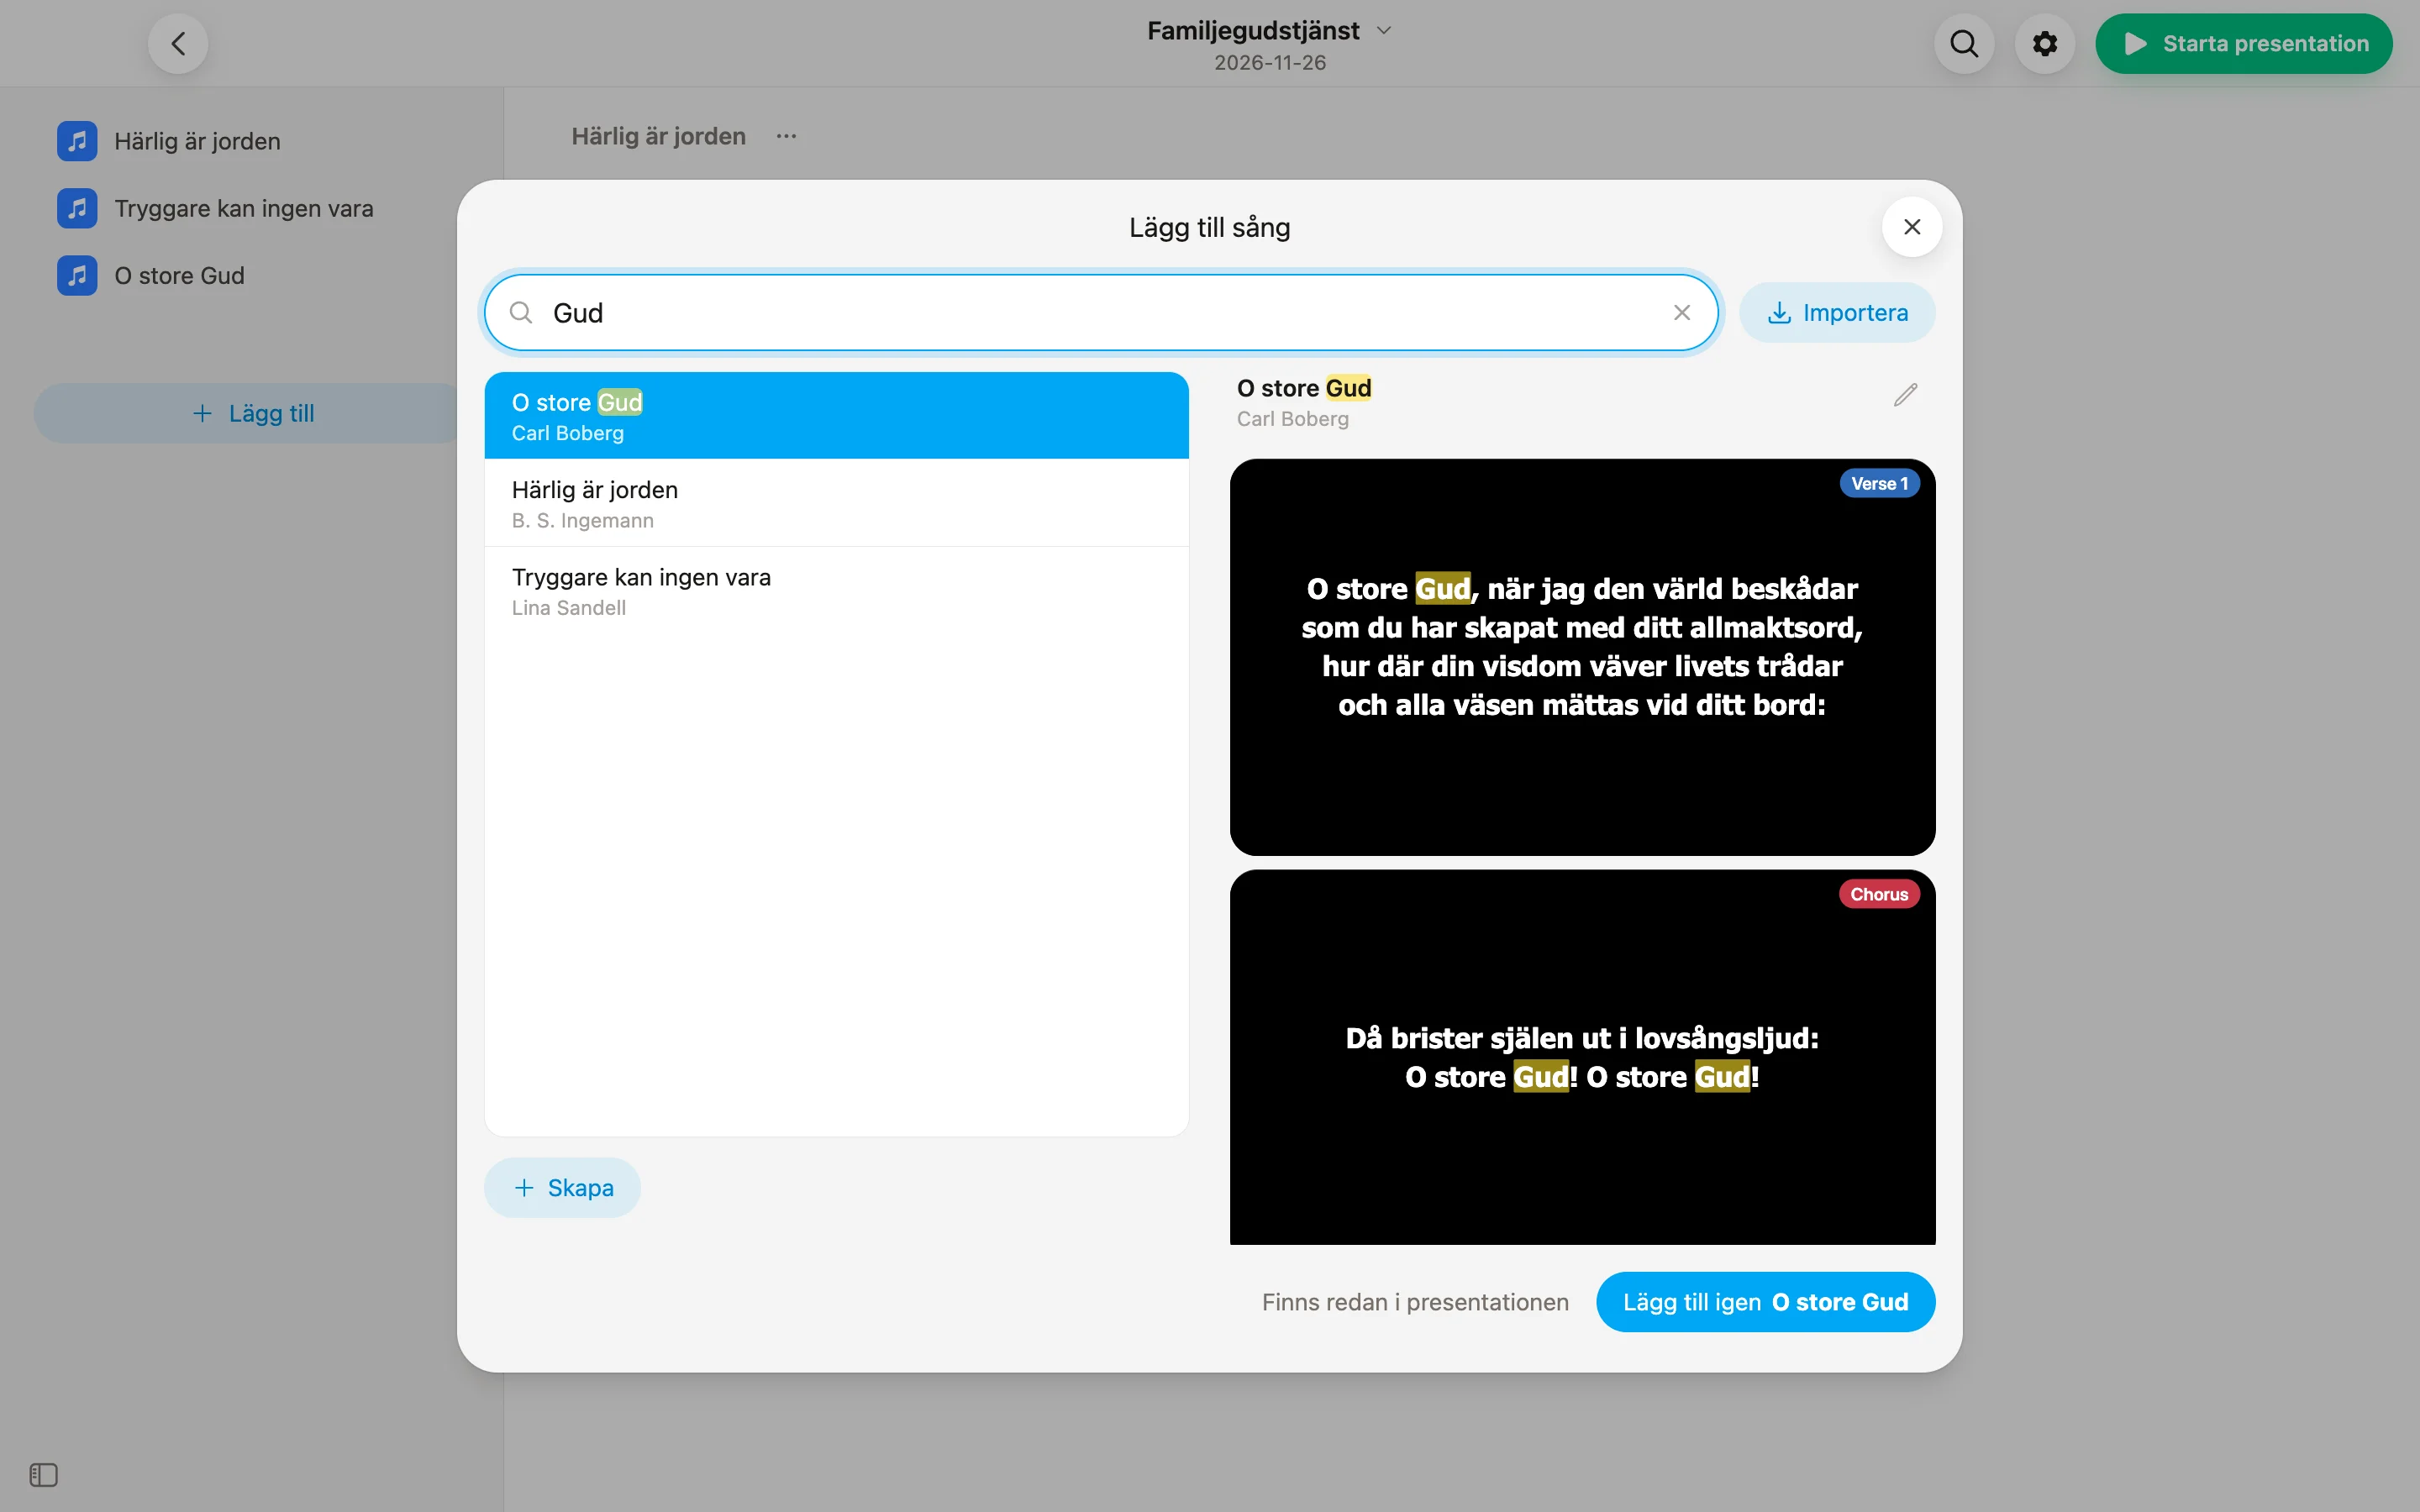 Familjegudstjänst
2026-11-26
Starta presentation
Härlig är jorden
Tryggare kan ingen vara
O store Gud
Lägg till
Härlig är jorden
Lägg till sång
Gud
Importera
O store Gud
Carl Boberg
Härlig är jorden
B. S. Ingemann
Tryggare kan ingen vara
Lina Sandell
Skapa
O store Gud
Carl Boberg
Verse 1
O store Gud, när jag den värld beskådar
som du har skapat med ditt allmaktsord,
hur där din visdom väver livets trådar
och alla väsen mättas vid ditt bord:
Chorus
Då brister själen ut i lovsångsljud:
O store Gud! O store Gud!
Finns redan i presentationen
Lägg till igen O store Gud